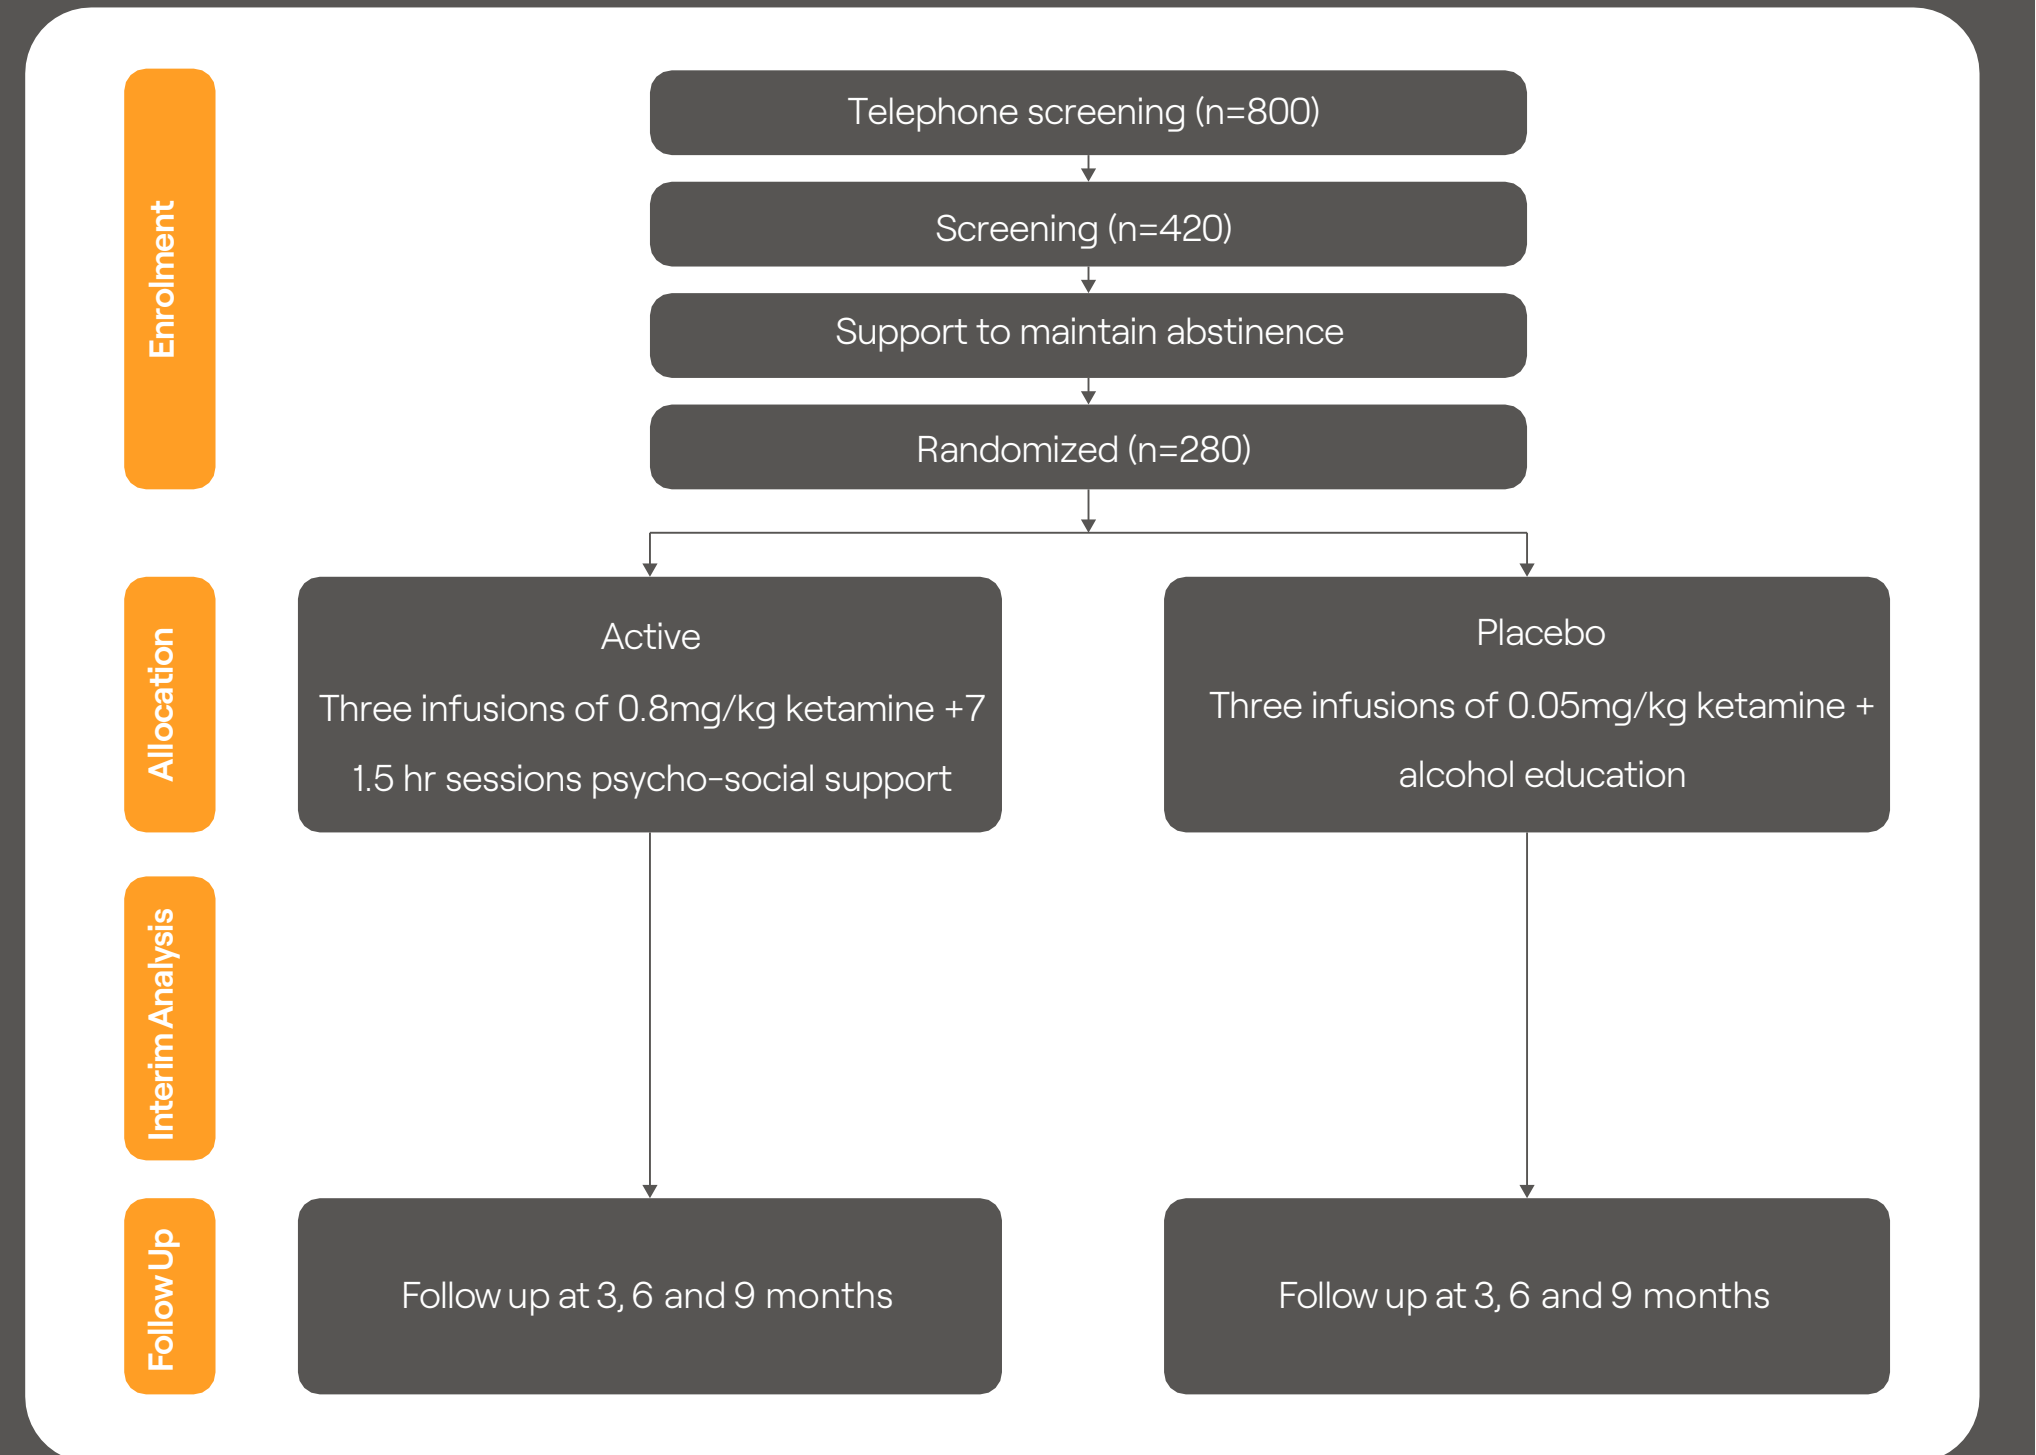 Enrolment
Telephone screening (n=800)
Screening (n=420)
Support to maintain abstinence
Randomized (n=280)
Allocation
Active
Three infusions of 0.8mg/kg ketamine +7
1.5 hr sessions psycho-social support
Placebo
Three infusions of 0.05mg/kg ketamine +
alcohol education
Interim Analysis
Follow Up
Follow up at 3, 6 and 9 months
Follow up at 3, 6 and 9 months